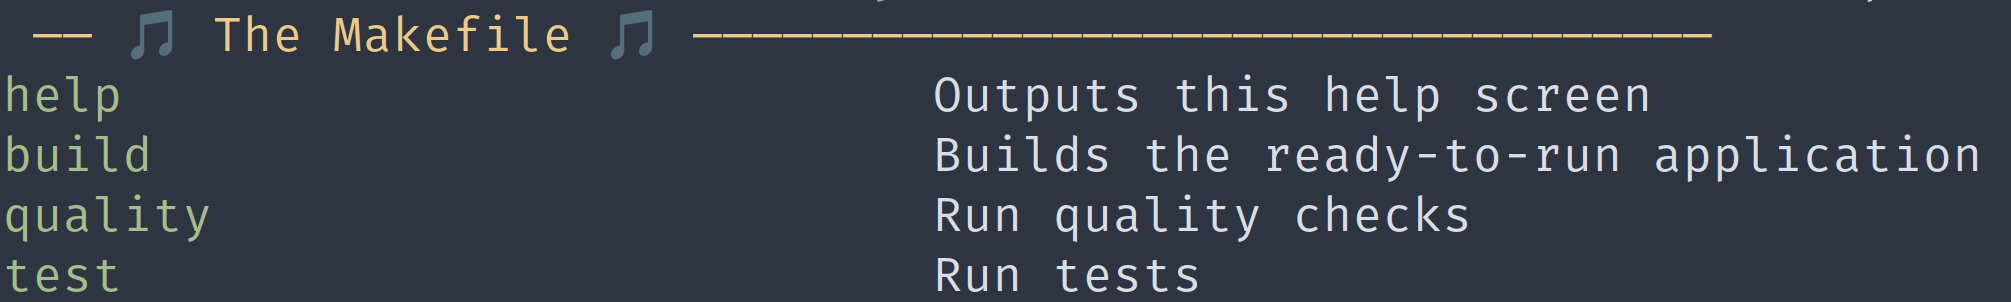 —— 🎵 The Makefile 🎵 ——————————————————————————————————
help Outputs this help screen
build Builds the ready-to-run application
quality Run quality checks
test Run tests